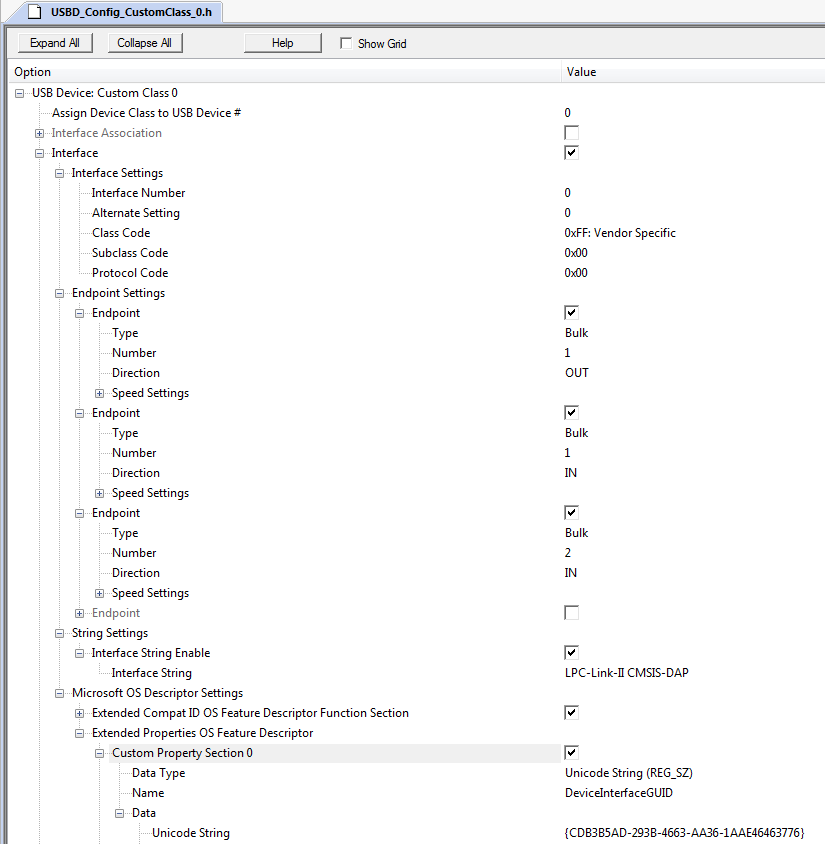 USBD_Config_CustomClass_0.h
Expand All Collapse All Help Show Grid
Option Value
USB Device: Custom Class 0
Assign Device Class to USB Device # 0
Interface Association
Interface
Interface Settings
Interface Number 0
Alternate Setting 0
Class Code 0xFF: Vendor Specific
Subclass Code 0x00
Protocol Code 0x00
Endpoint Settings
Endpoint
Type Bulk
Number 1
Direction OUT
Speed Settings
Endpoint
Type Bulk
Number 1
Direction IN
Speed Settings
Endpoint
Type Bulk
Number 2
Direction IN
Speed Settings
Endpoint
String Settings
Interface String Enable
Interface String LPC-Link-II CMSIS-DAP
Microsoft OS Descriptor Settings
Extended Compat ID OS Feature Descriptor Function Section
Extended Properties OS Feature Descriptor
Custom Property Section 0
Data Type Unicode String (REG_SZ)
Name DeviceInterfaceGUID
Data
Unicode String {CDB3B5AD-293B-4663-AA36-1AAE46463776}